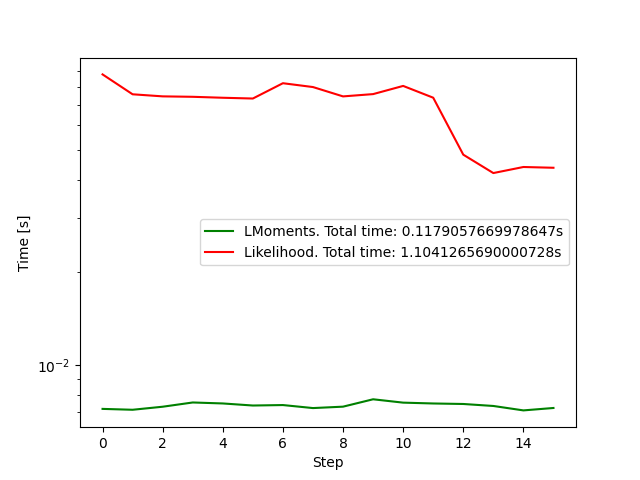 Time [s]
10⁻²
LMoments. Total time: 0.1179057669978647s
Likelihood. Total time: 1.1041265690000728s
0 2 4 6 8 10 12 14
Step